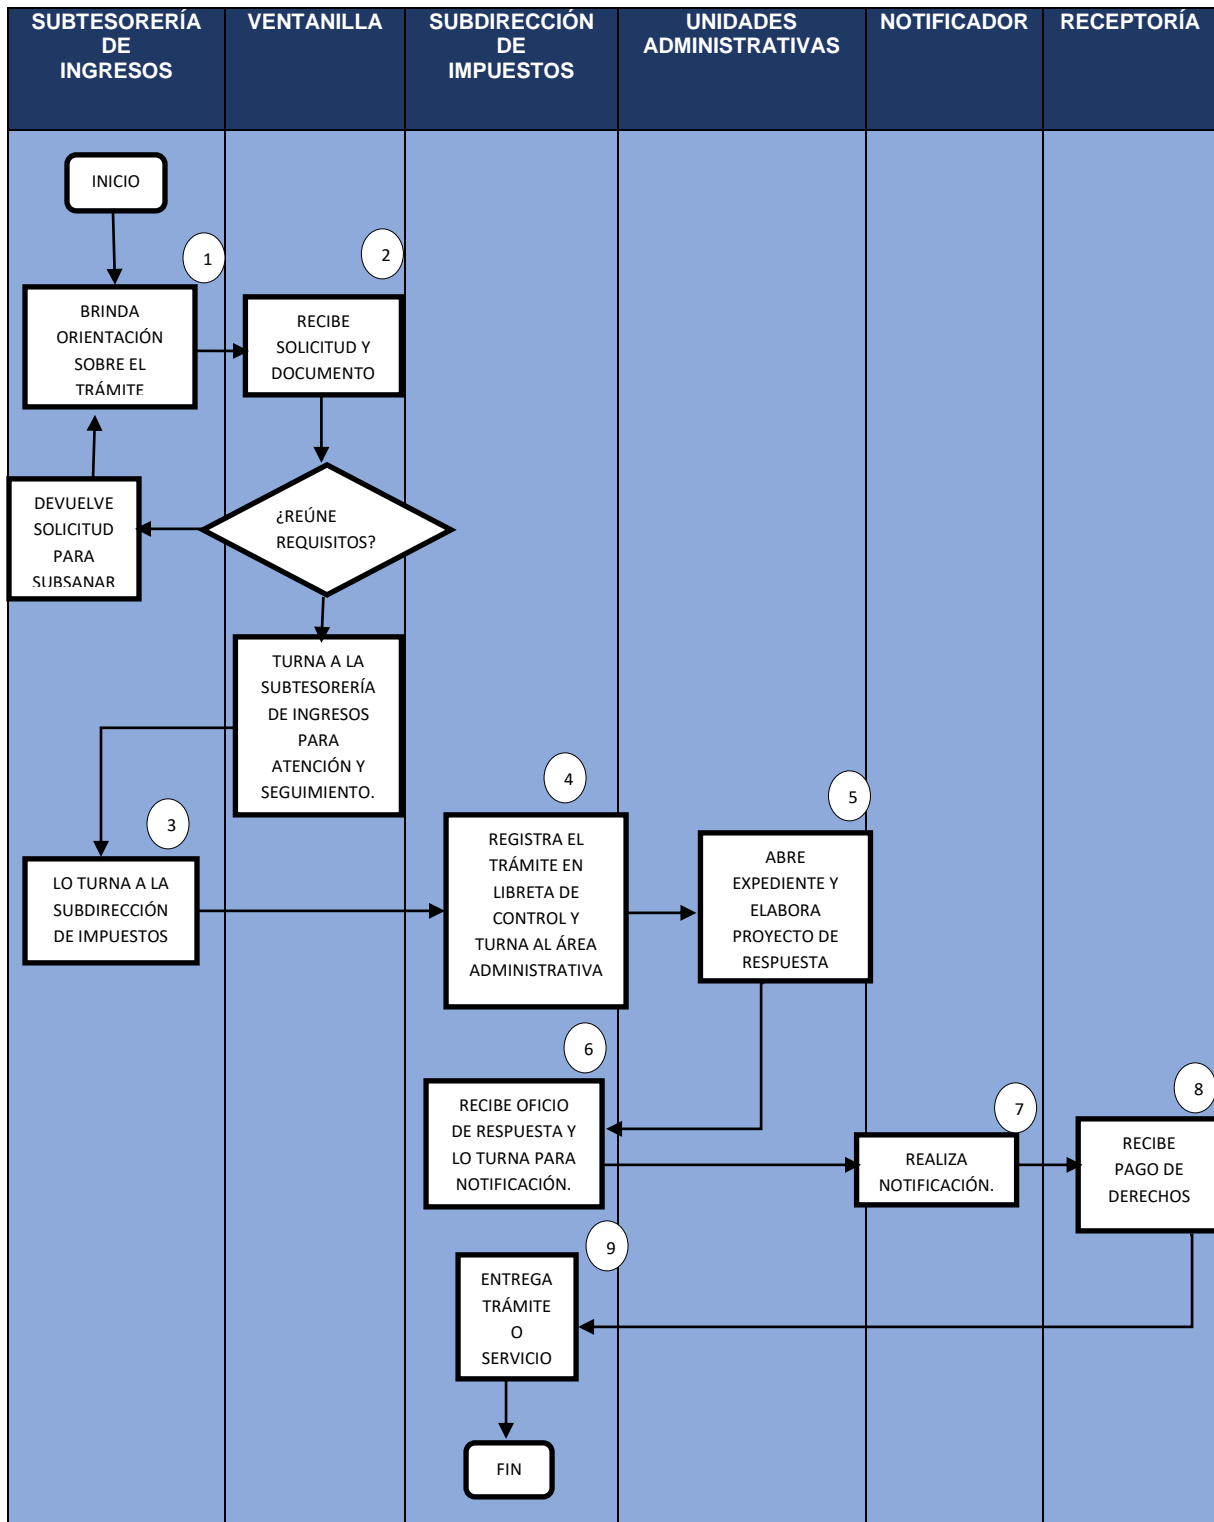 SUBTESORERÍA
DE
INGRESOS
VENTANILLA
SUBDIRECCIÓN
DE
IMPUESTOS
UNIDADES
ADMINISTRATIVAS
NOTIFICADOR
RECEPTORÍA
INICIO
1
BRINDA
ORIENTACIÓN
SOBRE EL
TRÁMITE
2
RECIBE
SOLICITUD Y
DOCUMENTO
¿REÚNE
REQUISITOS?
DEVUELVE
SOLICITUD
PARA
SUBSANAR
TURNA A LA
SUBTESORERÍA
DE INGRESOS
PARA
ATENCIÓN Y
SEGUIMIENTO.
3
LO TURNA A LA
SUBDIRECCIÓN
DE IMPUESTOS
4
REGISTRA EL
TRÁMITE EN
LIBRETA DE
CONTROL Y
TURNA AL ÁREA
ADMINISTRATIVA
5
ABRE
EXPEDIENTE Y
ELABORA
PROYECTO DE
RESPUESTA
6
RECIBE OFICIO
DE RESPUESTA Y
LO TURNA PARA
NOTIFICACIÓN.
7
REALIZA
NOTIFICACIÓN.
8
RECIBE
PAGO DE
DERECHOS
9
ENTREGA
TRÁMITE
O
SERVICIO
FIN